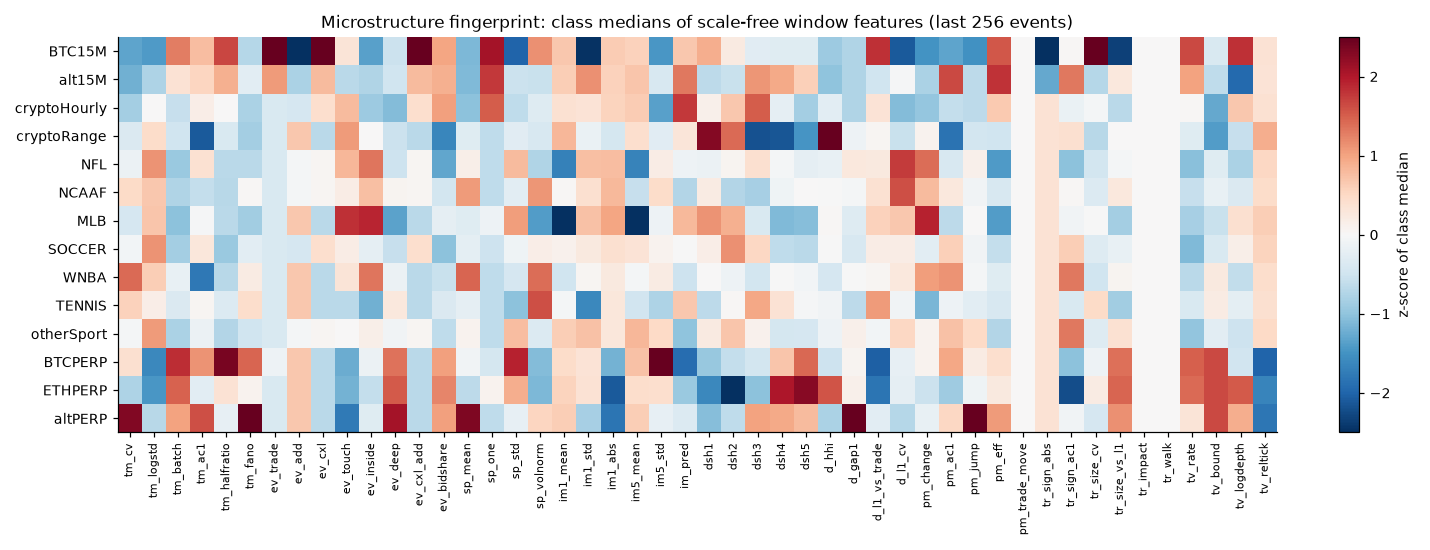 Microstructure fingerprint: class medians of scale-free window features (last 256 events)
BTC15M
alt15M
cryptoHourly
cryptoRange
NFL
NCAAF
MLB
SOCCER
WNBA
TENNIS
otherSport
BTCPERP
ETHPERP
altPERP
tm_cv
tm_logstd
tm_batch
tm_ac1
tm_halfratio
tm_fano
ev_trade
ev_add
ev_cxl
ev_touch
ev_inside
ev_deep
ev_cxl_add
ev_bidshare
sp_mean
sp_one
sp_std
sp_volnorm
im1_mean
im1_std
im1_abs
im5_mean
im5_std
im_pred
dsh1
dsh2
dsh3
dsh4
dsh5
d_hhi
d_gap1
d_l1_vs_trade
d_l1_cv
pm_change
pm_ac1
pm_jump
pm_eff
pm_trade_move
tr_sign_abs
tr_sign_ac1
tr_size_cv
tr_size_vs_l1
tr_impact
tr_walk
tv_rate
tv_bound
tv_logdepth
tv_reltick
2
1
0
−1
−2
z-score of class median